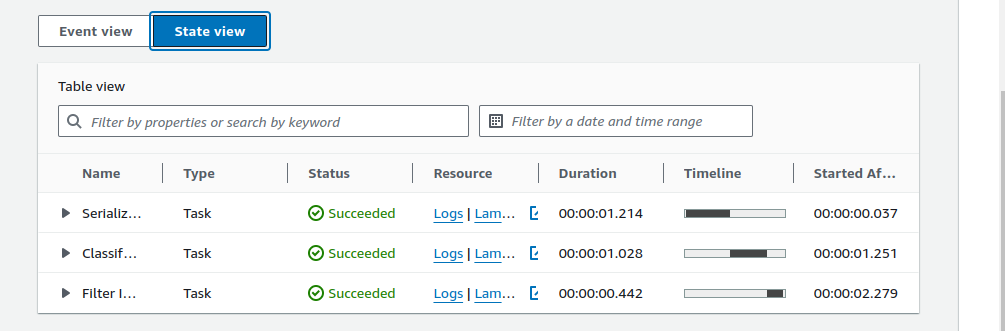 Event view State view
Table view
Filter by properties or search by keyword Filter by a date and time range
Name Type Status Resource Duration Timeline Started Af...
Serializ... Task Succeeded Logs | Lam... 00:00:01.214 00:00:00.037
Classif... Task Succeeded Logs | Lam... 00:00:01.028 00:00:01.251
Filter I... Task Succeeded Logs | Lam... 00:00:00.442 00:00:02.279